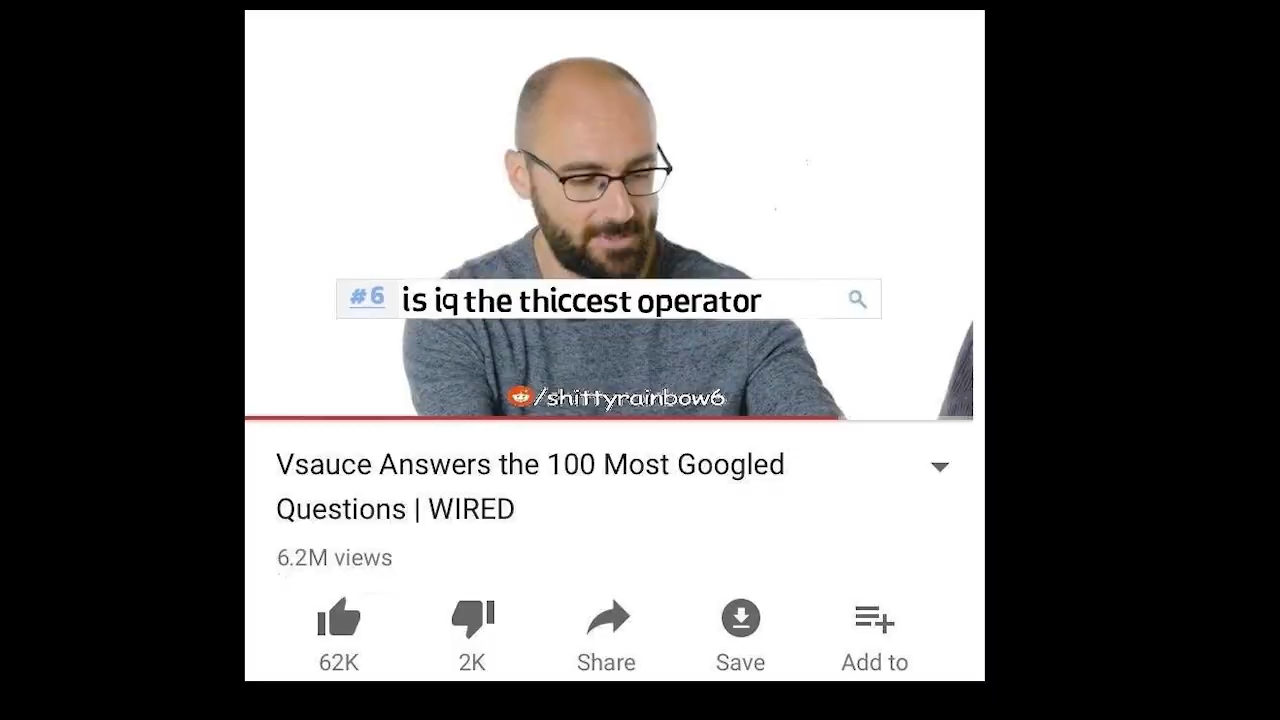 #6 is iq the thiccest operator
/shittyrainbow6
Vsauce Answers the 100 Most Googled
Questions | WIRED
6.2M views
62K 2K Share Save Add to